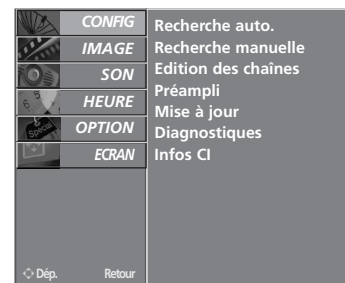 CONFIG
IMAGE
SON
HEURE
OPTION
ECRAN
Recherche auto.
Recherche manuelle
Edition des chaînes
Préampli
Mise à jour
Diagnostiques
Infos CI
Dép. Retour